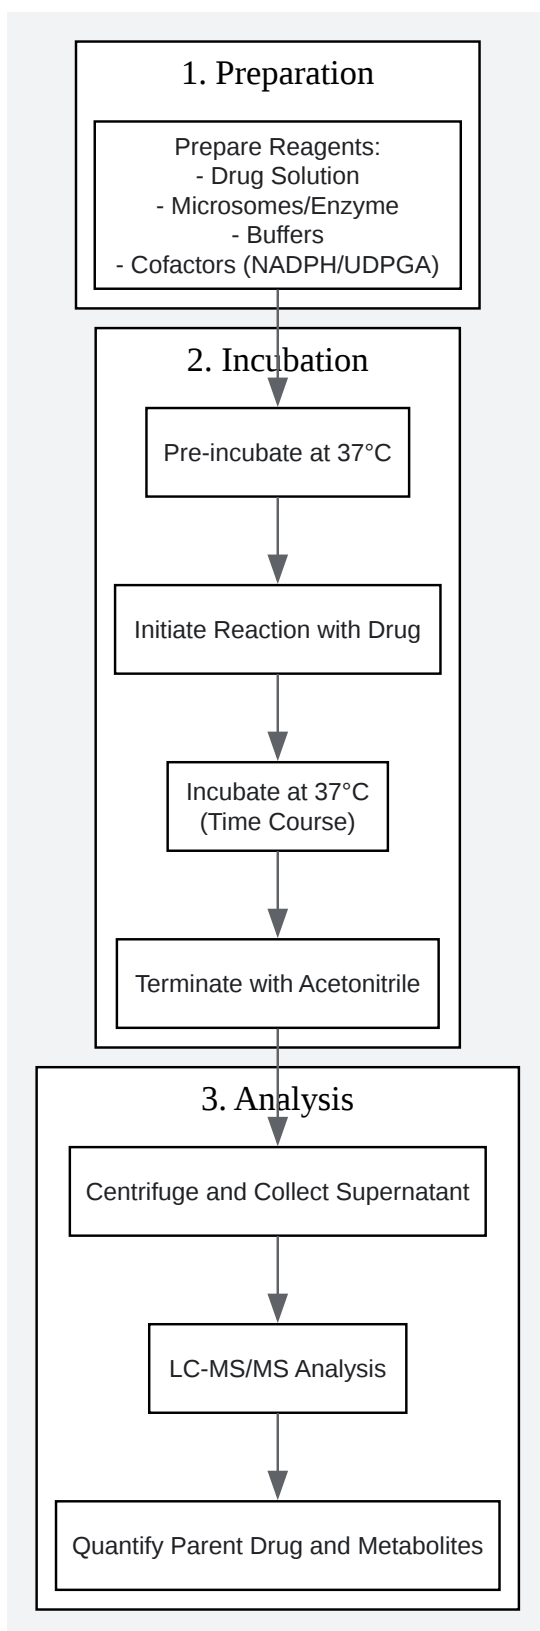 1. Preparation
Prepare Reagents:
- Drug Solution
- Microsomes/Enzyme
- Buffers
- Cofactors (NADPH/UDPGA)
2. Incubation
Pre-incubate at 37°C
Initiate Reaction with Drug
Incubate at 37°C
(Time Course)
Terminate with Acetonitrile
3. Analysis
Centrifuge and Collect Supernatant
LC-MS/MS Analysis
Quantify Parent Drug and Metabolites